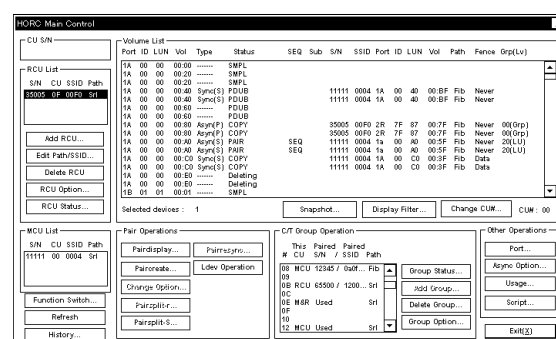 HORC Main Control
CU S/N
RCU List
S/N CU SSID Path
35005 0F 00F0 Srl
Add RCU...
Edit Path/SSID...
Delete RCU
RCU Option...
RCU Status...
Volume List
Port ID LUN Vol Type Status SEQ Sub S/N SSID Port ID LUN Vol Path Fence Grp(Lv)
1A 00 00 00:00 ------- SMPL
1A 00 00 00:20 ------- SMPL
1A 00 00 00:20 ------- SMPL
1A 00 00 00:40 Sync(S) PDUB 11111 0004 1A 00 40 00:BF Fib Never
1A 00 00 00:40 Sync(S) PDUB 11111 0004 1A 00 40 00:BF Fib Never
1A 00 00 00:60 ------- PDUB
1A 00 00 00:60 ------- PDUB
1A 00 00 00:80 Asyn(P) COPY 35005 00F0 2R 7F 87 00:7F Fib Never 00(Grp)
1A 00 00 00:80 Asyn(P) COPY 35005 00F0 2R 7F 87 00:7F Fib Never 00(Grp)
1A 00 00 00:A0 Asyn(S) PAIR SEQ 11111 0004 1a 00 A0 00:5F Fib Never 20(LU)
1A 00 00 00:A0 Asyn(S) PAIR SEQ 11111 0004 1a 00 A0 00:5F Fib Never 20(LU)
1A 00 00 00:C0 Sync(S) COPY 11111 0004 1A 00 C0 00:3F Fib Data
1A 00 00 00:C0 Sync(S) COPY 11111 0004 1A 00 C0 00:3F Fib Data
1A 00 00 00:E0 ------- Deleting
1A 00 00 00:E0 ------- Deleting
1B 01 01 00:01 ------- SMPL
Selected devices : 1
Snapshot...
Display Filter...
Change CU#...
CU# : 00
MCU List
S/N CU SSID Path
11111 00 0004 Srl
Function Switch...
Refresh
History...
Pair Operations
Pairdisplay...
Pairresync...
Paircreate...
Ldev Operation
Change Option...
Pairsplit-r...
Pairsplit-S...
C/T Group Operation
This Paired Paired
# CU S/N / SSID Path
08 MCU 12345 / 0a0f... Fib
09
0B RCU 65500 / 1200... Srl
0C
0E M&R Used Srl
0F
10
12 MCU Used Srl
Group Status...
Add Group...
Delete Group...
Group Option...
Other Operations
Port...
Async Option...
Usage...
Script...
Exit(X)